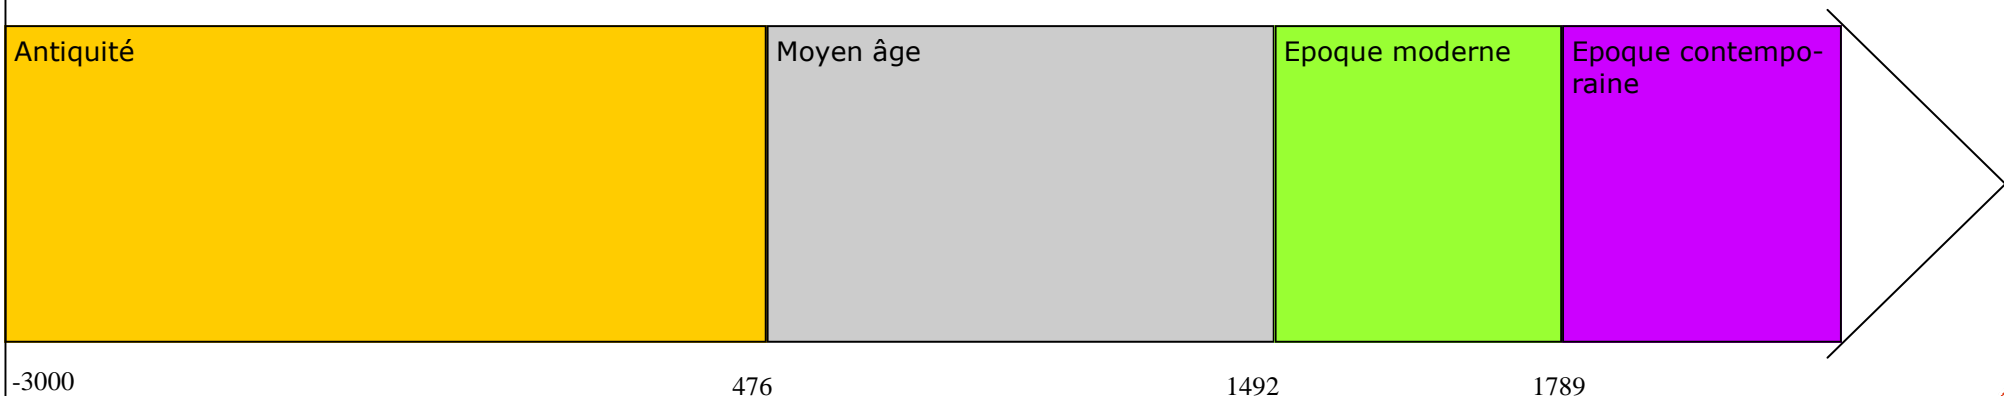 Antiquité
Moyen âge
Epoque moderne
Epoque contempo-
raine
-3000
476
1492
1789